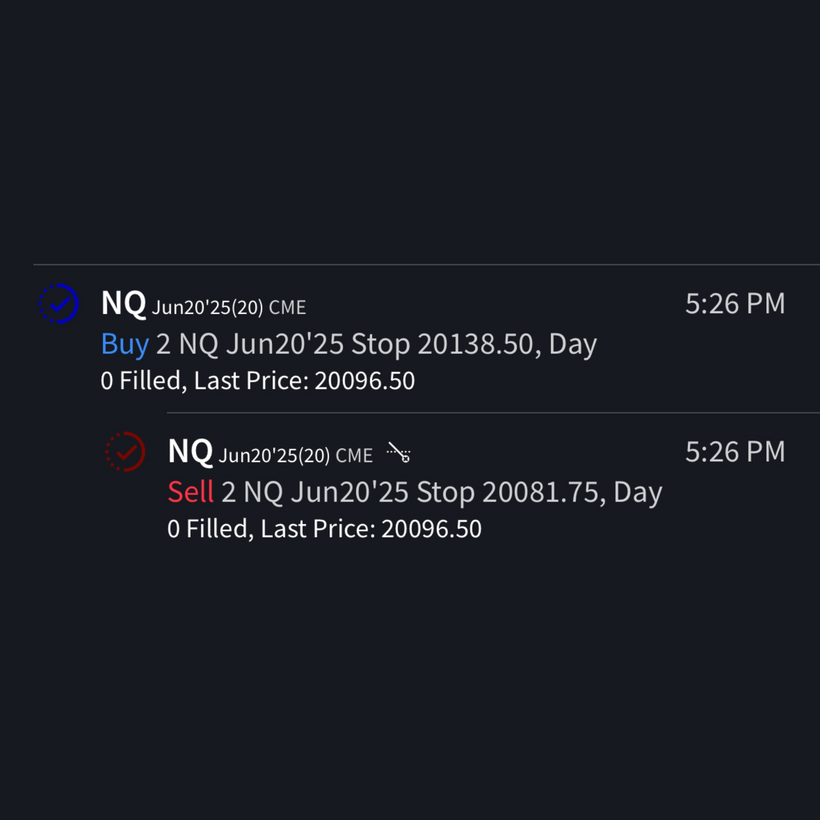 NQ Jun20'25(20) CME 5:26 PM
Buy 2 NQ Jun20'25 Stop 20138.50, Day
0 Filled, Last Price: 20096.50
NQ Jun20'25(20) CME 5:26 PM
Sell 2 NQ Jun20'25 Stop 20081.75, Day
0 Filled, Last Price: 20096.50